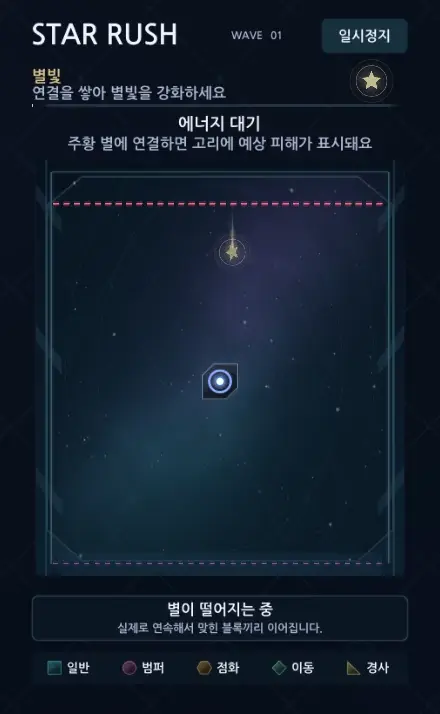 STAR RUSH
WAVE 01
일시정지
별빛
연결을 쌓아 별빛을 강화하세요
에너지 대기
주황 별에 연결하면 고리에 예상 피해가 표시돼요
별이 떨어지는 중
실제로 연속해서 맞힌 블록끼리 이어집니다.
일반
범퍼
점화
이동
경사